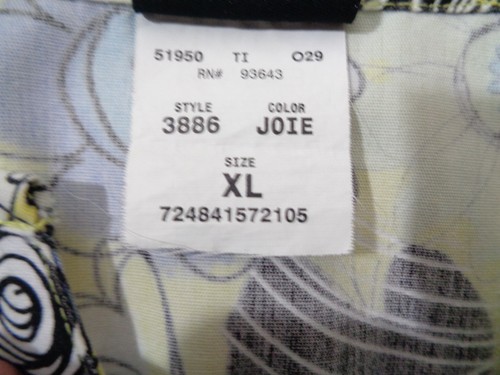 51950 TI O29
RN# 93643
STYLE COLOR
3886 JOIE
SIZE
XL
724841572105